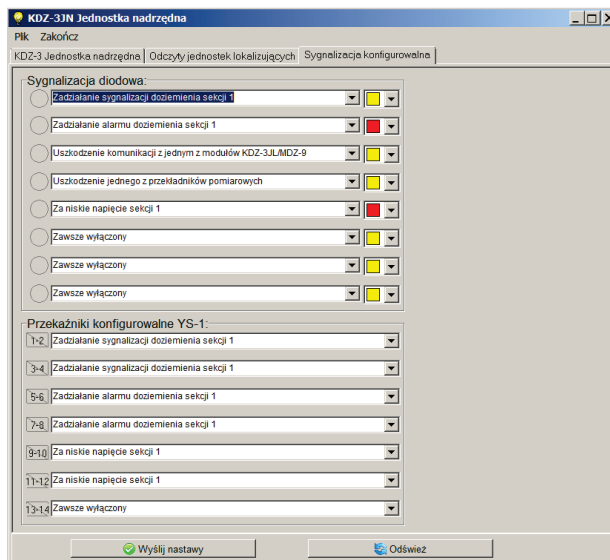 KDZ-3JN Jednostka nadrzędna
Plik Zakończ
KDZ-3 Jednostka nadrzędna Odczyty jednostek lokalizujących Sygnalizacja konfigurowalna
Sygnalizacja diodowa:
Zadziałanie sygnalizacji doziemienia sekcji 1
Zadziałanie alarmu doziemienia sekcji 1
Uszkodzenie komunikacji z jednym z modułów KDZ-3JL/MDZ-9
Uszkodzenie jednego z przekładników pomiarowych
Za niskie napięcie sekcji 1
Zawsze wyłączony
Zawsze wyłączony
Zawsze wyłączony
Przekaźniki konfigurowalne YS-1:
1-2 Zadziałanie sygnalizacji doziemienia sekcji 1
3-4 Zadziałanie sygnalizacji doziemienia sekcji 1
5-6 Zadziałanie alarmu doziemienia sekcji 1
7-8 Zadziałanie alarmu doziemienia sekcji 1
9-10 Za niskie napięcie sekcji 1
11-12 Za niskie napięcie sekcji 1
13-14 Zawsze wyłączony
Wyślij nastawy Odśwież